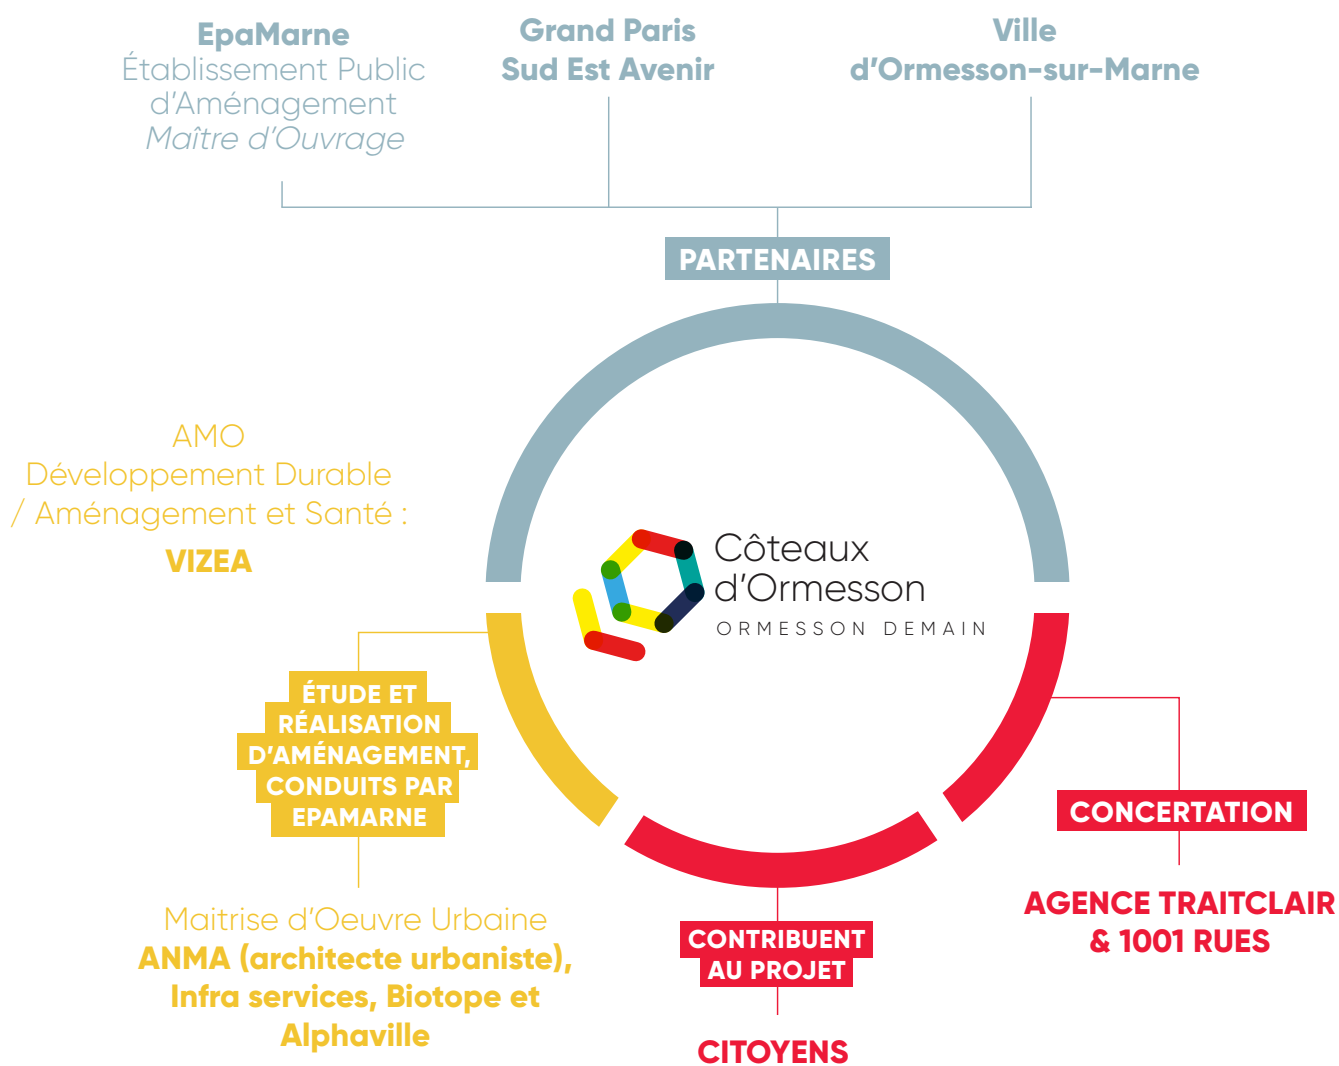 EpaMarne
Établissement Public
d'Aménagement
Maître d'Ouvrage
Grand Paris
Sud Est Avenir
Ville
d'Ormesson-sur-Marne
PARTENAIRES
AMO
Développement Durable
/ Aménagement et Santé :
VIZEA
Côteaux
d'Ormesson
ORMESSON DEMAIN
ÉTUDE ET
RÉALISATION
D'AMÉNAGEMENT,
CONDUITS PAR
EPAMARNE
Maitrise d'Oeuvre Urbaine
ANMA (architecte urbaniste),
Infra services, Biotope et
Alphaville
CONTRIBUENT
AU PROJET
CITOYENS
CONCERTATION
AGENCE TRAITCLAIR
& 1001 RUES